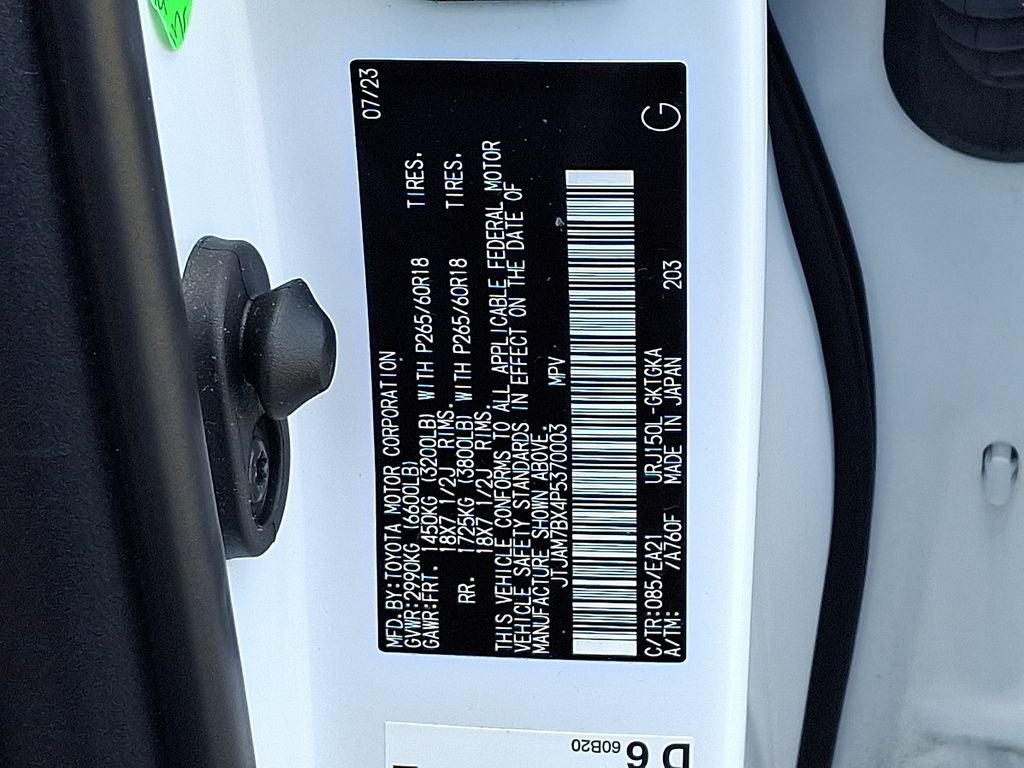 MFD.BY:TOYOTA MOTOR CORPORATION 07/23
GVWR:2990KG (6600LB)
GAWR:FRT. 1450KG (3200LB) WITH P265/60R18 TIRES.
18X7 1/2J RIMS.
RR. 1725KG (3800LB) WITH P265/60R18 TIRES.
18X7 1/2J RIMS.
THIS VEHICLE CONFORMS TO ALL APPLICABLE FEDERAL MOTOR
VEHICLE SAFETY STANDARDS IN EFFECT ON THE DATE OF
MANUFACTURE SHOWN ABOVE.
JTJAM7BX4P5370003 MPV
C/TR:085/EA21 URJ150L-GKTGKA 203 G
A/TM: /A760F MADE IN JAPAN
60B20
D 6